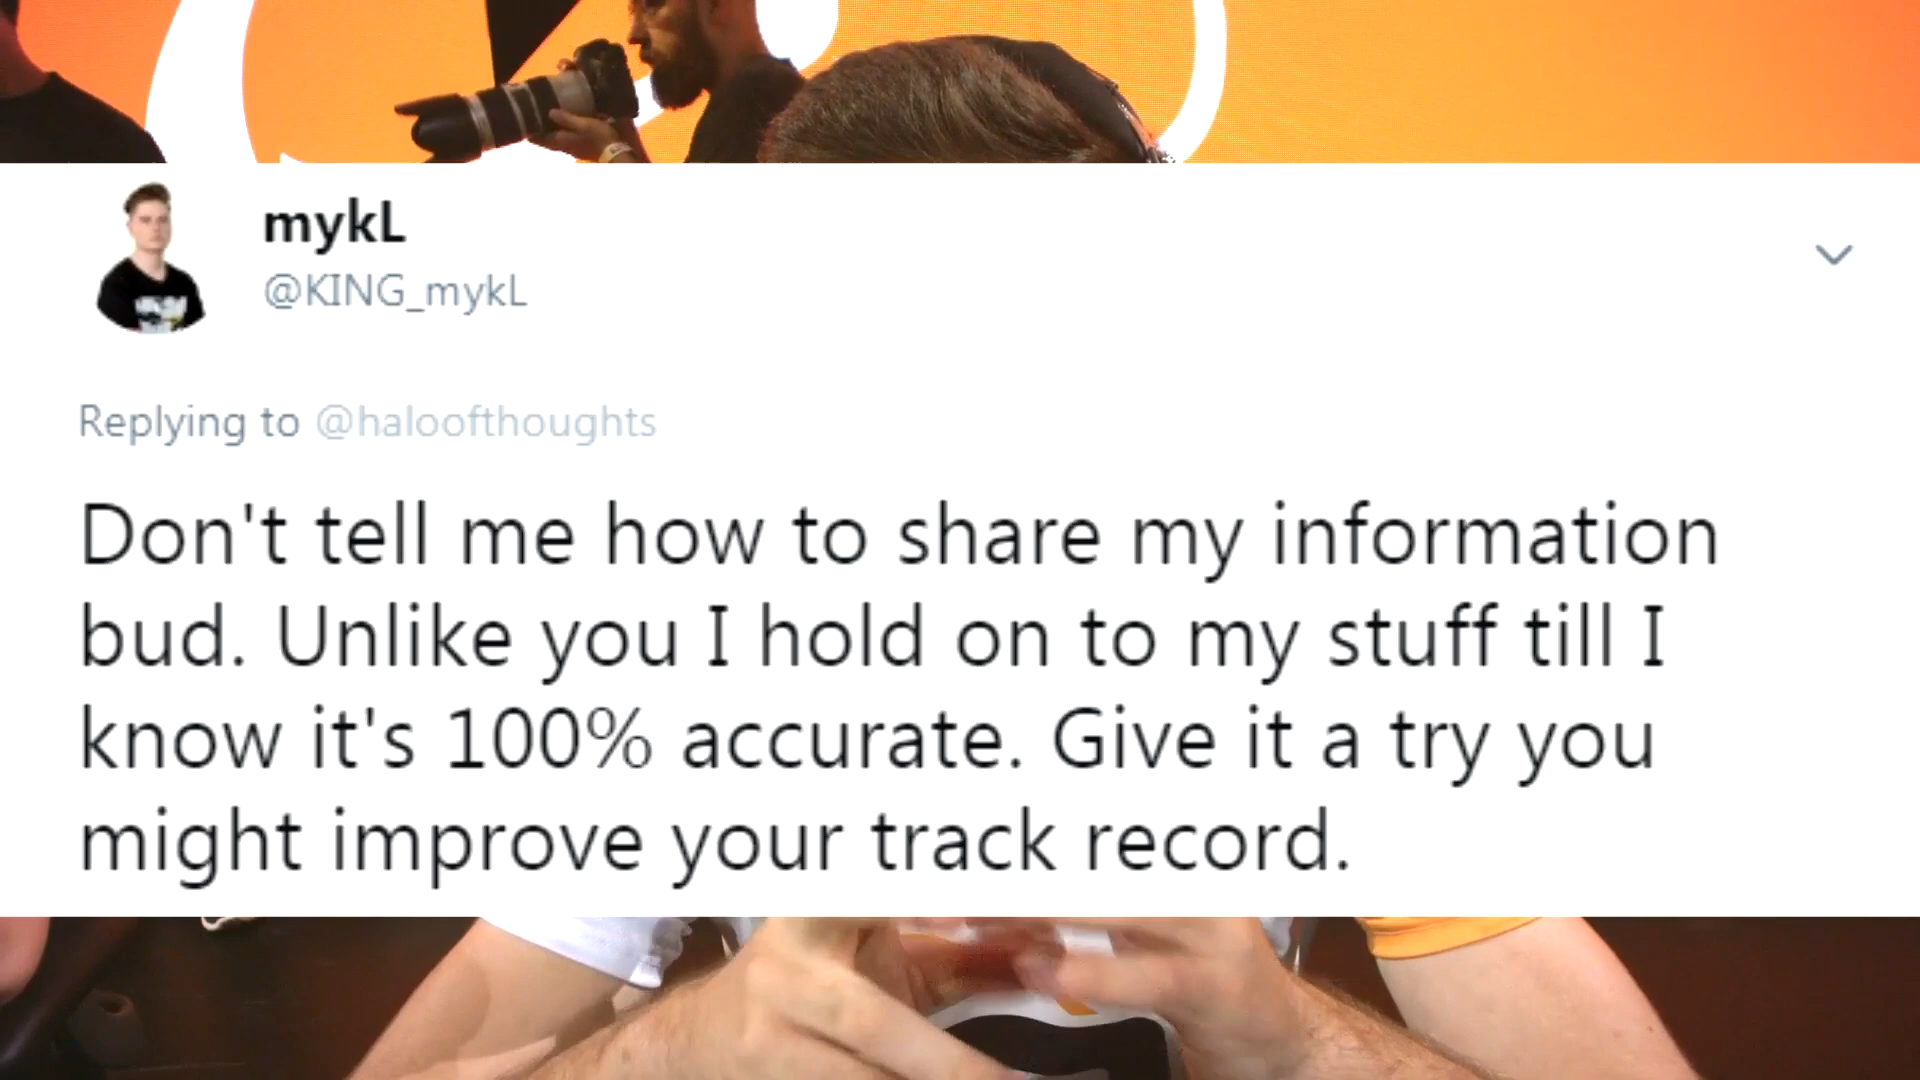 mykL
@KING_mykL
Replying to @haloofthoughts
Don't tell me how to share my information
bud. Unlike you I hold on to my stuff till I
know it's 100% accurate. Give it a try you
might improve your track record.